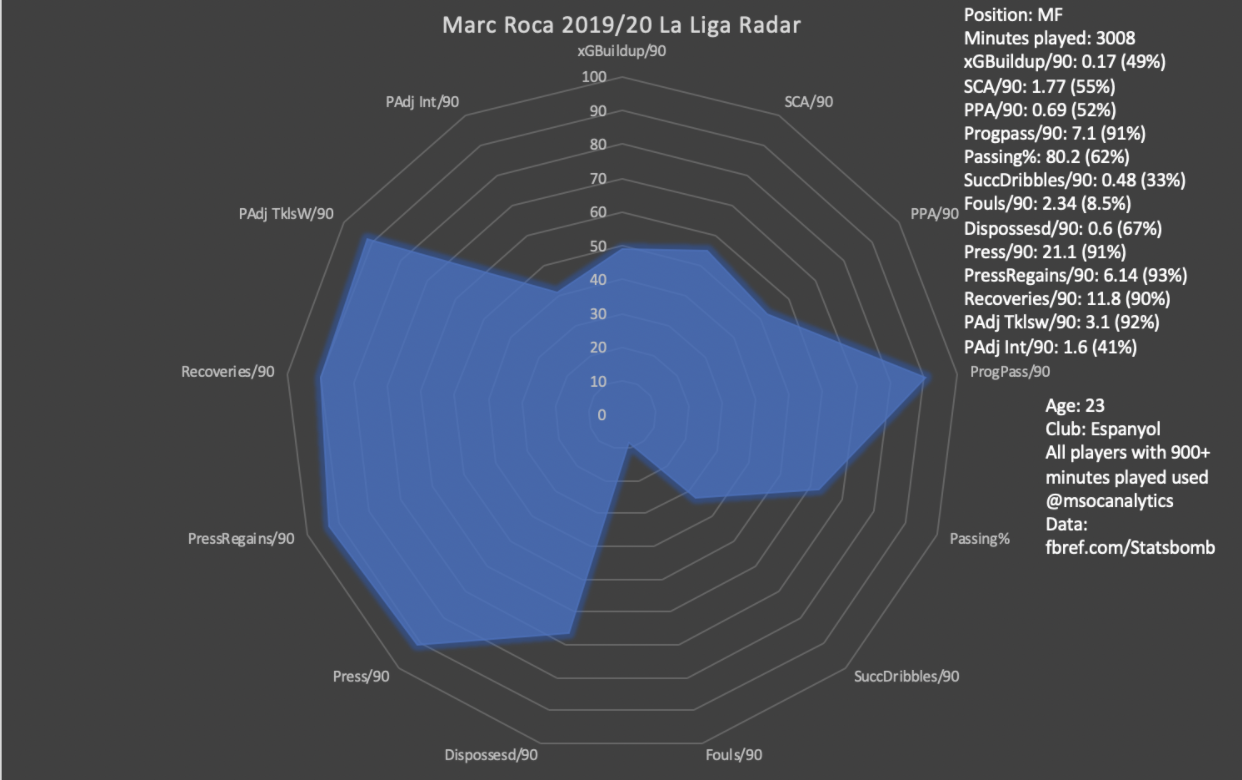 Marc Roca 2019/20 La Liga Radar
xGBuildup/90
SCA/90
PPA/90
ProgPass/90
Passing%
SuccDribbles/90
Fouls/90
Dispossesd/90
Press/90
PressRegains/90
Recoveries/90
PAdj TklsW/90
PAdj Int/90
100
90
80
70
60
50
40
30
20
10
0
Position: MF
Minutes played: 3008
xGBuildup/90: 0.17 (49%)
SCA/90: 1.77 (55%)
PPA/90: 0.69 (52%)
Progpass/90: 7.1 (91%)
Passing%: 80.2 (62%)
SuccDribbles/90: 0.48 (33%)
Fouls/90: 2.34 (8.5%)
Dispossesd/90: 0.6 (67%)
Press/90: 21.1 (91%)
PressRegains/90: 6.14 (93%)
Recoveries/90: 11.8 (90%)
PAdj Tklsw/90: 3.1 (92%)
PAdj Int/90: 1.6 (41%)
Age: 23
Club: Espanyol
All players with 900+
minutes played used
@msocanalytics
Data:
fbref.com/Statsbomb